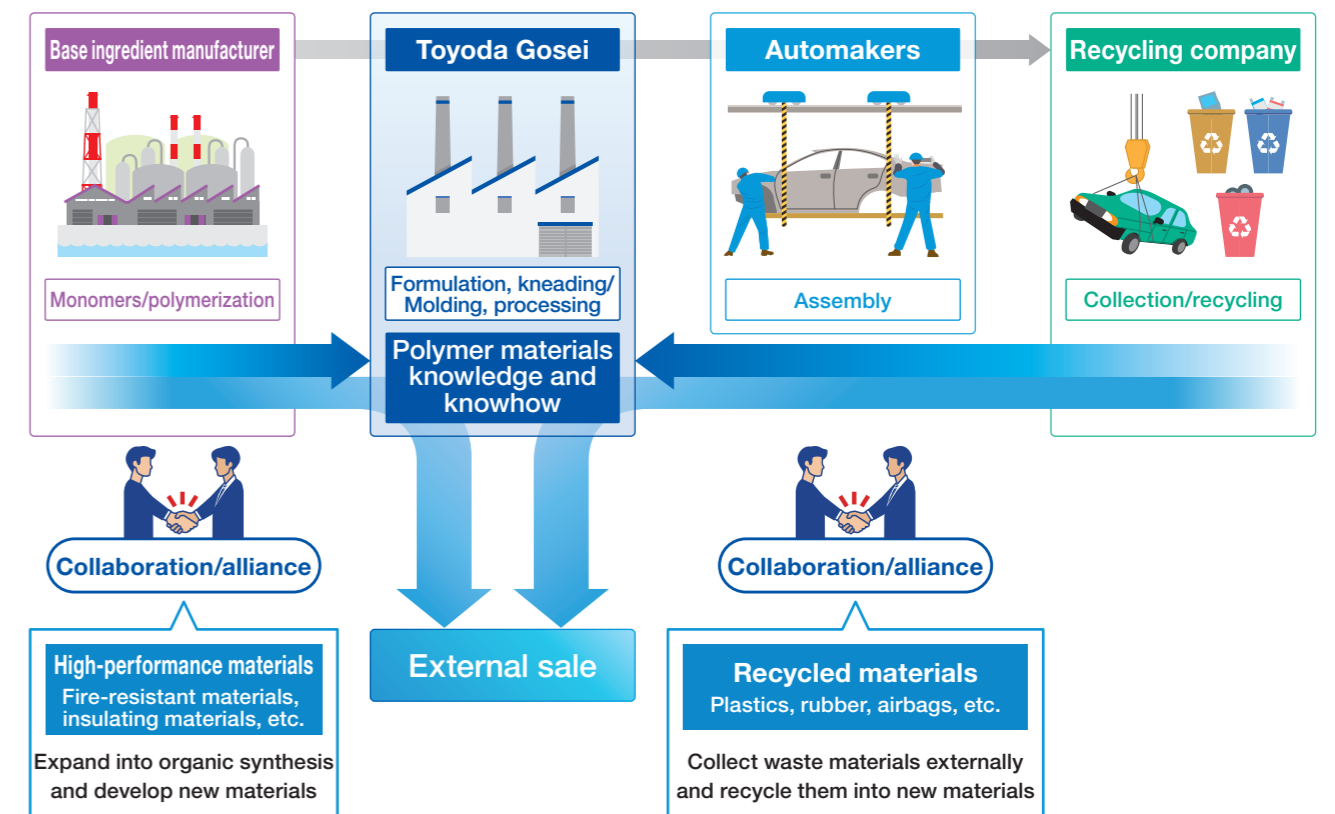 Base ingredient manufacturer
Toyoda Gosei
Automakers
Recycling company
Monomers/polymerization
Formulation, kneading/
Molding, processing
Assembly
Collection/recycling
Polymer materials
knowledge and
knowhow
Collaboration/alliance
Collaboration/alliance
High-performance materials
Fire-resistant materials,
insulating materials, etc.
Expand into organic synthesis
and develop new materials
External sale
Recycled materials
Plastics, rubber, airbags, etc.
Collect waste materials externally
and recycle them into new materials